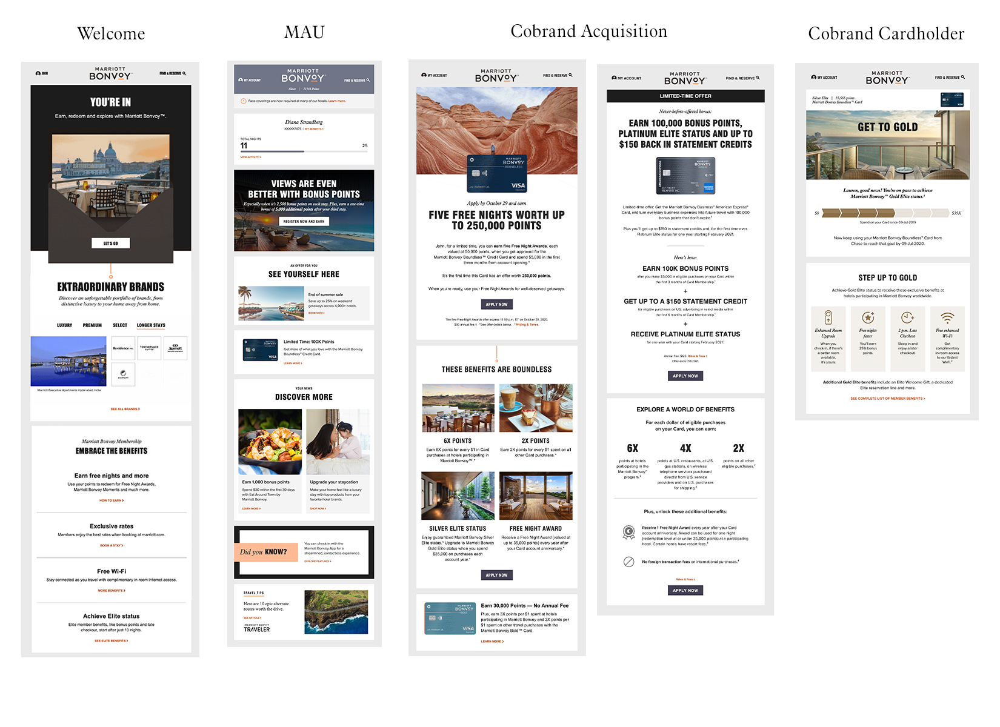 Welcome
MAU
Cobrand Acquisition
Cobrand Cardholder
JOIN
MARRIOTT
BONVOY™
FIND & RESERVE
YOU'RE IN
Earn, redeem and explore with Marriott Bonvoy™.
LET'S GO
EXTRAORDINARY BRANDS
Discover an unforgettable portfolio of brands, from
distinctive luxury to your home away from home.
LUXURY PREMIUM SELECT LONGER STAYS
Residence INN.
TOWNEPLACE
SUITES
Marriott
element
Marriott Executive Apartments Hyderabad, India
SEE ALL BRANDS >
Marriott Bonvoy Membership
EMBRACE THE BENEFITS
Earn free nights and more
Use your points to redeem for Free Night Awards,
Marriott Bonvoy Moments and much more.
HOW TO EARN >
Exclusive rates
Members enjoy the best rates when booking at marriott.com.
BOOK A STAY >
Free Wi-Fi
Stay connected as you travel with complimentary in-room internet access.
MORE BENEFITS >
Achieve Elite status
Elite member benefits, like bonus points and late
checkout, start after just 10 nights.
SEE ELITE BENEFITS >
MY ACCOUNT
MARRIOTT
BONVOY™
FIND & RESERVE
Silver | 11143 Points
Face coverings are now required at many of our hotels. Learn more.
Diana Strandberg
XXXXX7075 | MY BENEFITS >
TOTAL NIGHTS
11 25
VIEW ACTIVITY >
VIEWS ARE EVEN
BETTER WITH BONUS POINTS
Especially when it's 2,500 bonus points on each stay. Plus, earn a one-time
bonus of 5,000 additional points after your third stay.
REGISTER NOW AND EARN
AN OFFER FOR YOU
SEE YOURSELF HERE
End of summer sale
Save up to 25% on weekend
getaways across 4,900+ hotels.
BOOK NOW >
VISA
Limited Time: 100K Points
Get more of what you love with the Marriott Bonvoy
Boundless™ Credit Card.
LEARN MORE >
YOUR NEWS
DISCOVER MORE
Earn 1,000 bonus points
Spend $30 within the first 30 days
with Eat Around Town by
Marriott Bonvoy.
LEARN MORE >
Upgrade your staycation
Make your home feel like a luxury
stay with top products from your
favorite hotel brands.
SHOP NOW >
Did you KNOW?
You can check in with the
Marriott Bonvoy App for a
streamlined, contactless experience.
EXPLORE FEATURES >
TRAVEL TIPS
Here are 10 epic alternate
routes worth the drive.
SEE ARTICLE >
MARRIOTT BONVOY
TRAVELER
MY ACCOUNT
MARRIOTT
BONVOY™
FIND & RESERVE
MARRIOTT
BONVOY
BOUNDLESS
VISA
Apply by October 29 and earn
FIVE FREE NIGHTS WORTH UP
TO 250,000 POINTS
John, for a limited time, you can earn five Free Night Awards, each
valued at 50,000 points, when you get approved for the
Marriott Bonvoy Boundless™ Credit Card and spend $5,000 in the first
three months from account opening.*
It's the first time this Card has an offer worth 250,000 points.
When you're ready, use your Free Night Awards for well-deserved getaways.
APPLY NOW
The five Free Night Awards offer expires 11:59 p.m. ET on October 29, 2020.
$95 annual fee.† *See offer details below. †Pricing & Terms.
THESE BENEFITS ARE BOUNDLESS
6X POINTS
Earn 6X points for every $1 in Card
purchases at hotels participating in
Marriott Bonvoy™.*
2X POINTS
Earn 2X points for every $1 spent on all
other Card purchases.*
SILVER ELITE STATUS
Enjoy guaranteed Marriott Bonvoy Silver
Elite status.* Upgrade to Marriott Bonvoy
Gold Elite status when you spend
$35,000 on purchases each
account year.*
FREE NIGHT AWARD
Receive a Free Night Award (valued at
up to 35,000 points) every year after
your Card account anniversary.*
APPLY NOW
MARRIOTT
BONVOY
VISA
Earn 30,000 Points — No Annual Fee
Plus, earn 3X points per $1 spent at hotels
participating in Marriott Bonvoy and 2X points per
$1 spent on other travel purchases with the
Marriott Bonvoy Bold™ Card.
LEARN MORE >
MY ACCOUNT
MARRIOTT
BONVOY™
FIND & RESERVE
LIMITED-TIME OFFER
Never-before-offered bonus:
EARN 100,000 BONUS POINTS,
PLATINUM ELITE STATUS AND UP TO
$150 BACK IN STATEMENT CREDITS
AMERICAN EXPRESS
MARRIOTT
BONVOY
C F FROST
Limited-time offer: Get the Marriott Bonvoy Business™ American Express®
Card, and turn everyday business expenses into future travel with 100,000
bonus points that don't expire.¹
Plus you'll get up to $150 in statement credits and, for the first time ever,
Platinum Elite status for one year starting February 2021.
Here's how:
EARN 100K BONUS POINTS
after you make $5,000 in eligible purchases on your Card within
the first 3 months of Card Membership.¹
+
GET UP TO A $150 STATEMENT CREDIT
for eligible purchases on U.S. advertising in select media within
the first 6 months of Card Membership.¹
+
RECEIVE PLATINUM ELITE STATUS
for one year with your Card starting February 2021.¹
Annual Fee: $125. Rates & Fees >
Offer ends 1/13/2021.
APPLY NOW
EXPLORE A WORLD OF BENEFITS
For each dollar of eligible purchases
on your Card, you can earn:
6X
points at hotels
participating in the
Marriott Bonvoy™
program.²
4X
points at U.S. restaurants, at U.S.
gas stations, on wireless
telephone services purchased
directly from U.S. service
providers and on U.S. purchases
for shipping.²
2X
points on all other
eligible purchases.²
Plus, unlock these additional benefits:
Receive 1 Free Night Award every year after your Card
account anniversary. Award can be used for one night
(redemption level at or under 35,000 points) at a participating
hotel. Certain hotels have resort fees.³
No foreign transaction fees on international purchases.⁴
Rates & Fees >
APPLY NOW
MY ACCOUNT
MARRIOTT
BONVOY™
FIND & RESERVE
Silver Elite | 55,555 points
Marriott Bonvoy Boundless™ Card
GET TO GOLD
Lauren, good news! You're on pace to achieve
Marriott Bonvoy™ Gold Elite status.¹
$0 $35K
Spend on your Card since 09-Jul-2019
Now keep using your Marriott Bonvoy Boundless™ Card from
Chase to reach that goal by 09-Jul-2020.
STEP UP TO GOLD
Achieve Gold Elite status to receive these exclusive benefits at
hotels participating in Marriott Bonvoy worldwide.
Enhanced Room
Upgrade
When you
check in, if there's
a better room
available,
it's yours.
Free nights
faster
You'll earn
25% bonus
points.
2 p.m. Late
Checkout
Sleep in and
enjoy a later
checkout.
Free enhanced
Wi-Fi
Get
complimentary
in-room access
to our fastest
Wi-Fi.²
Additional Gold Elite benefits include an Elite Welcome Gift, a dedicated
Elite reservation line and more.
SEE COMPLETE LIST OF MEMBER BENEFITS >